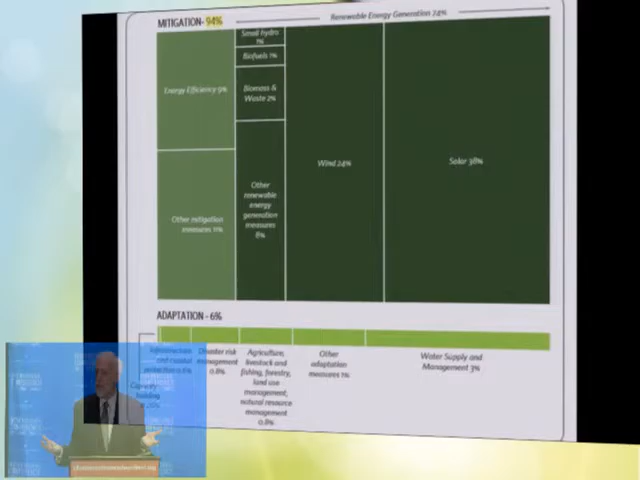 MITIGATION- 94%
Renewable Energy Generation 74%
Small hydro
1%
Biofuels 1%
Energy Efficiency 9%
Biomass &
Waste 2%
Wind 24%
Solar 38%
Other
renewable
energy
generation
measures
8%
Other mitigation
measures 11%
ADAPTATION - 6%
Infrastructure
and coastal
protection
Disaster risk
management
0.8%
Agriculture,
livestock and
fishing, forestry,
land use
management,
natural resource
management
0.8%
Other
adaptation
measures 1%
Water Supply and
Management 3%
Capacity
building